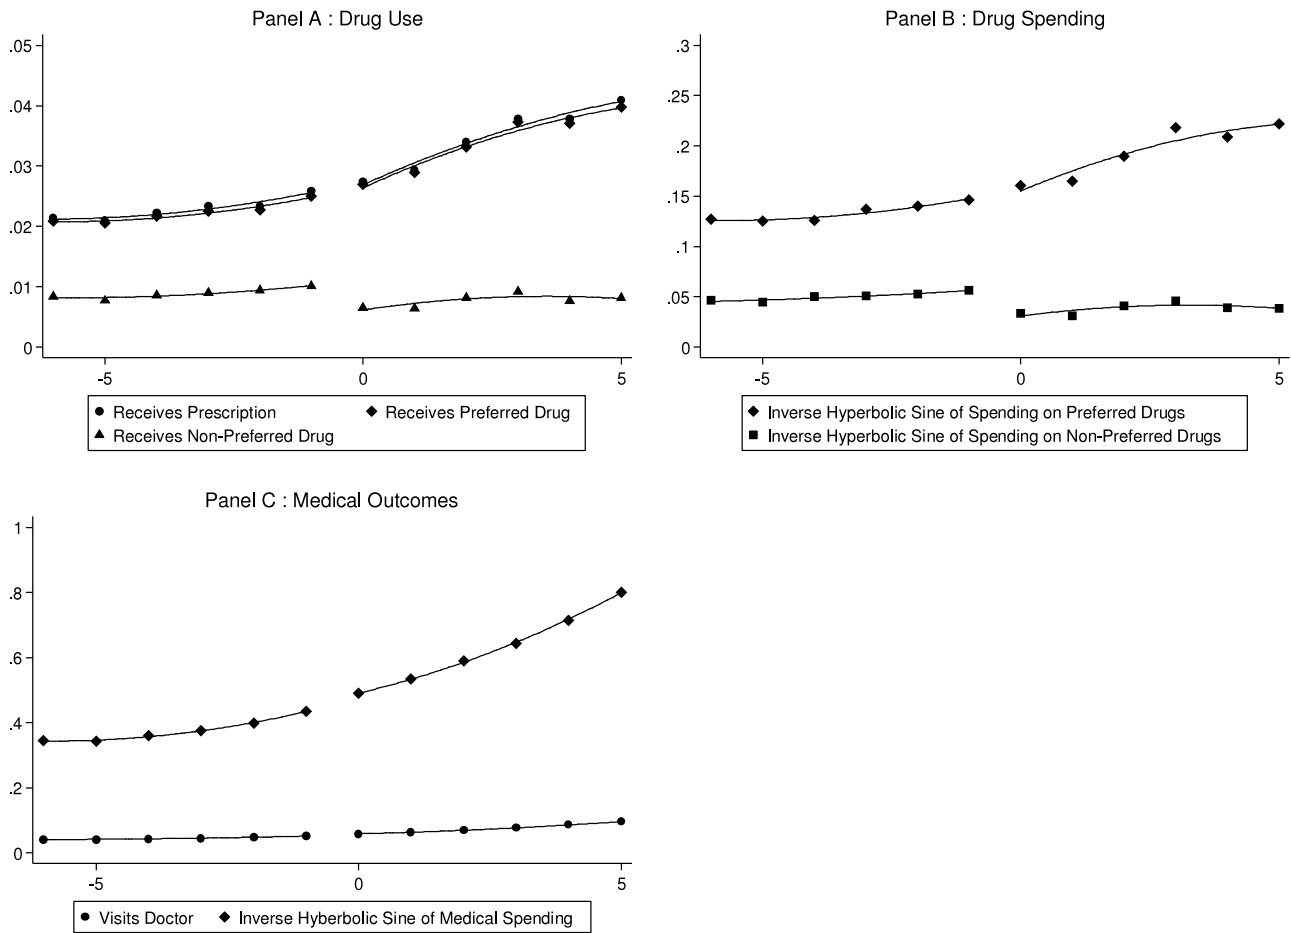 Panel A : Drug Use
.05
.04
.03
.02
.01
0
-5
0
5
Receives Prescription
Receives Preferred Drug
Receives Non-Preferred Drug
Panel B : Drug Spending
.3
.25
.2
.15
.1
.05
0
-5
0
5
Inverse Hyperbolic Sine of Spending on Preferred Drugs
Inverse Hyperbolic Sine of Spending on Non-Preferred Drugs
Panel C : Medical Outcomes
1
.8
.6
.4
.2
0
-5
0
5
Visits Doctor
Inverse Hyberbolic Sine of Medical Spending